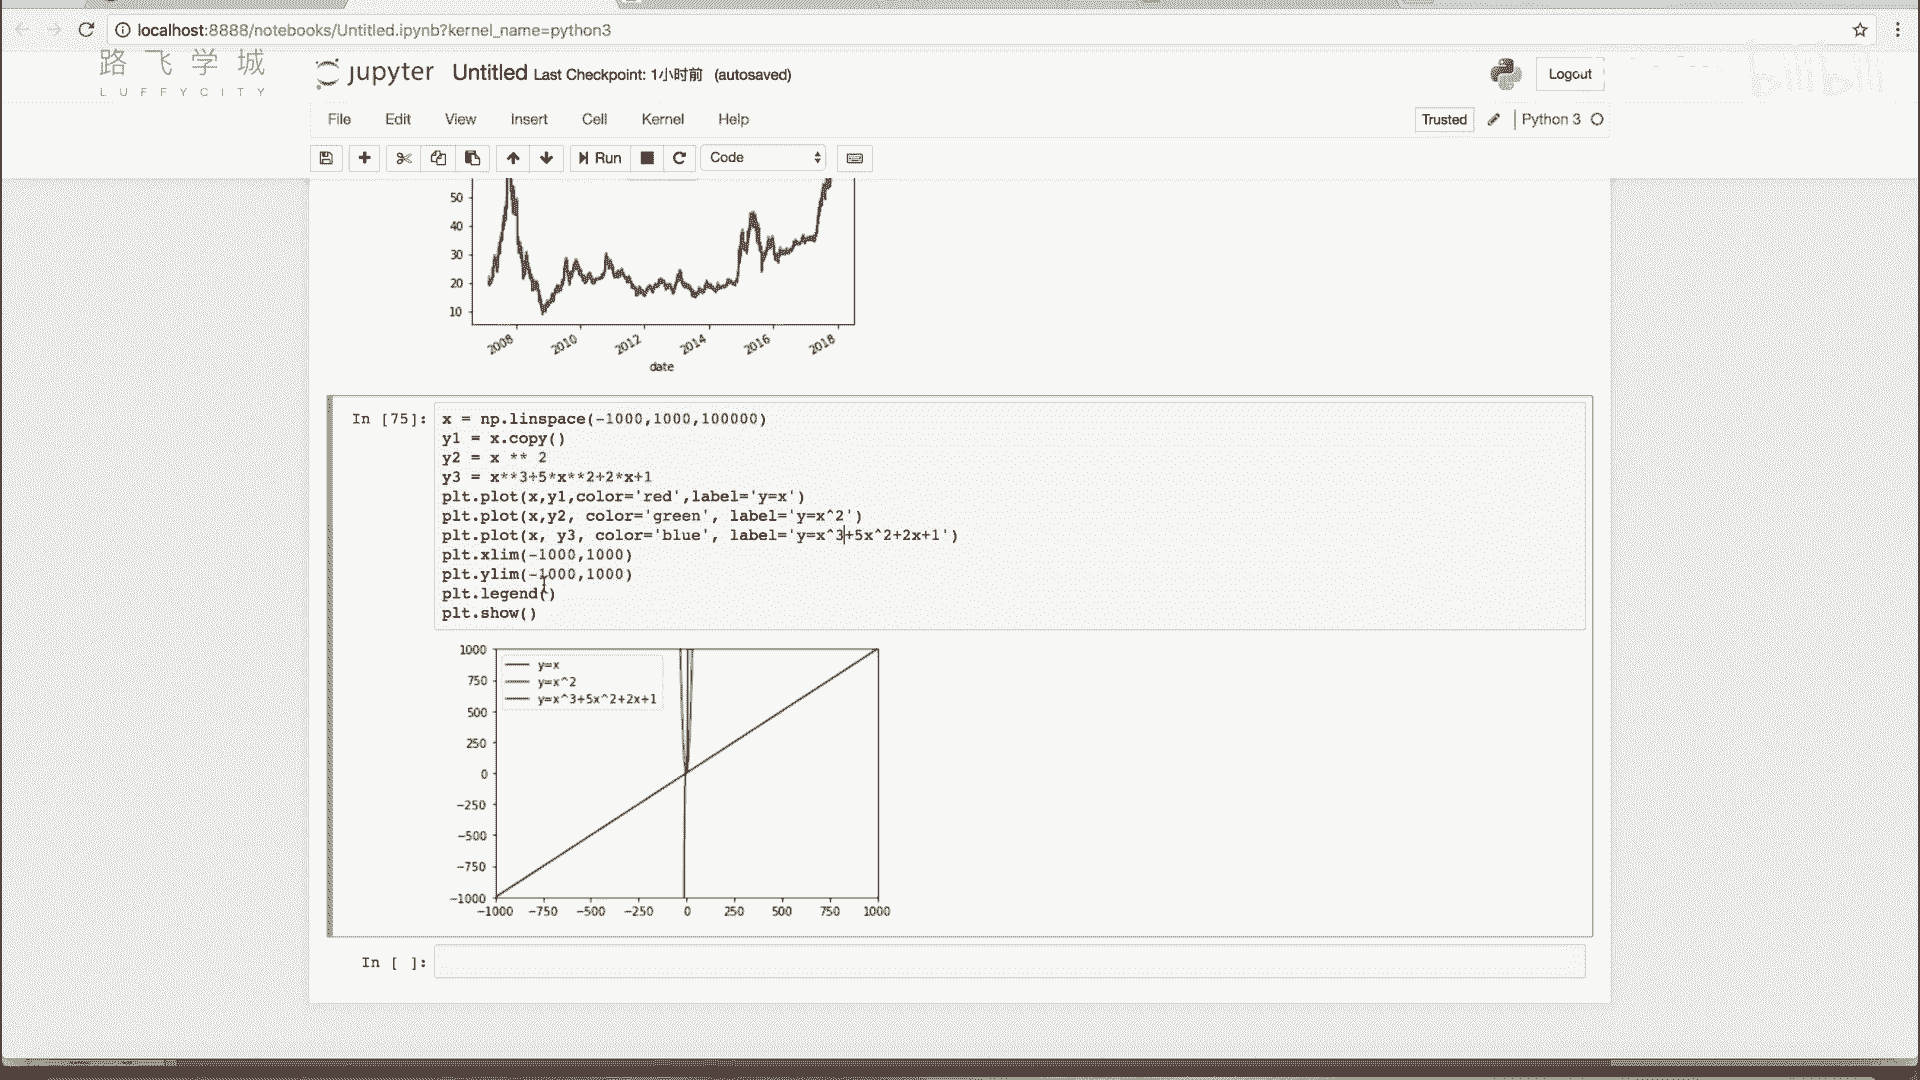 localhost:8888/notebooks/Untitled.ipynb?kernel_name=python3
路飞学城
LUFFYCITY
jupyter Untitled Last Checkpoint: 1小时前 (autosaved)
Logout
bilibili
File Edit View Insert Cell Kernel Help
Trusted Python 3
Run Code
50
40
30
20
10
2008 2010 2012 2014 2016 2018
date
In [75]:
x = np.linspace(-1000,1000,100000)
y1 = x.copy()
y2 = x ** 2
y3 = x**3+5*x**2+2*x+1
plt.plot(x,y1,color='red',label='y=x')
plt.plot(x,y2, color='green', label='y=x^2')
plt.plot(x, y3, color='blue', label='y=x^3+5x^2+2x+1')
plt.xlim(-1000,1000)
plt.ylim(-1000,1000)
plt.legend()
plt.show()
y=x
y=x^2
y=x^3+5x^2+2x+1
1000
750
500
250
0
−250
−500
−750
−1000
−1000 −750 −500 −250 0 250 500 750 1000
In [ ]: